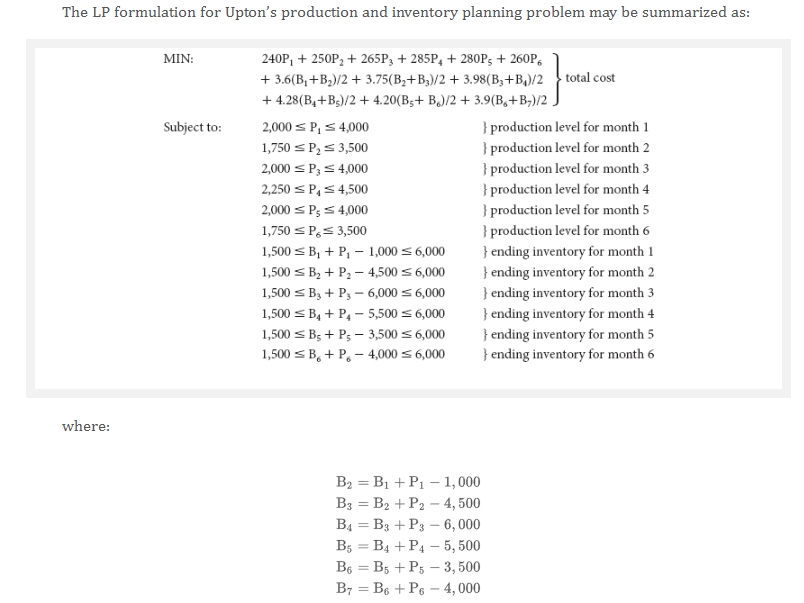 The LP formulation for Upton's production and inventory planning problem may be summarized as:
MIN: 240P₁ + 250P₂ + 265P₃ + 285P₄ + 280P₅ + 260P₆
+ 3.6(B₁+B₂)/2 + 3.75(B₂+B₃)/2 + 3.98(B₃+B₄)/2 } total cost
+ 4.28(B₄+B₅)/2 + 4.20(B₅+ B₆)/2 + 3.9(B₆+B₇)/2
Subject to: 2,000 ≤ P₁ ≤ 4,000 } production level for month 1
1,750 ≤ P₂ ≤ 3,500 } production level for month 2
2,000 ≤ P₃ ≤ 4,000 } production level for month 3
2,250 ≤ P₄ ≤ 4,500 } production level for month 4
2,000 ≤ P₅ ≤ 4,000 } production level for month 5
1,750 ≤ P₆ ≤ 3,500 } production level for month 6
1,500 ≤ B₁ + P₁ − 1,000 ≤ 6,000 } ending inventory for month 1
1,500 ≤ B₂ + P₂ − 4,500 ≤ 6,000 } ending inventory for month 2
1,500 ≤ B₃ + P₃ − 6,000 ≤ 6,000 } ending inventory for month 3
1,500 ≤ B₄ + P₄ − 5,500 ≤ 6,000 } ending inventory for month 4
1,500 ≤ B₅ + P₅ − 3,500 ≤ 6,000 } ending inventory for month 5
1,500 ≤ B₆ + P₆ − 4,000 ≤ 6,000 } ending inventory for month 6
where:
B₂ = B₁ + P₁ − 1,000
B₃ = B₂ + P₂ − 4,500
B₄ = B₃ + P₃ − 6,000
B₅ = B₄ + P₄ − 5,500
B₆ = B₅ + P₅ − 3,500
B₇ = B₆ + P₆ − 4,000